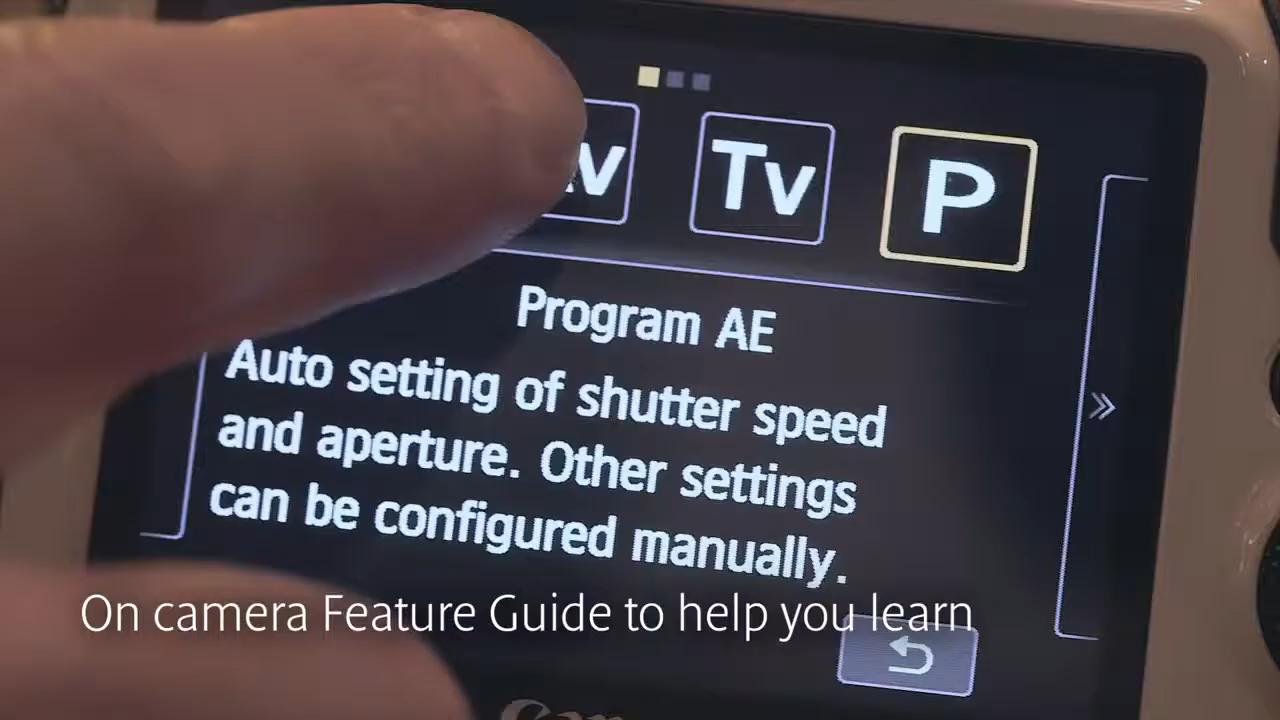 Tv
P
Program AE
Auto setting of shutter speed
and aperture. Other settings
can be configured manually.
On camera Feature Guide to help you learn